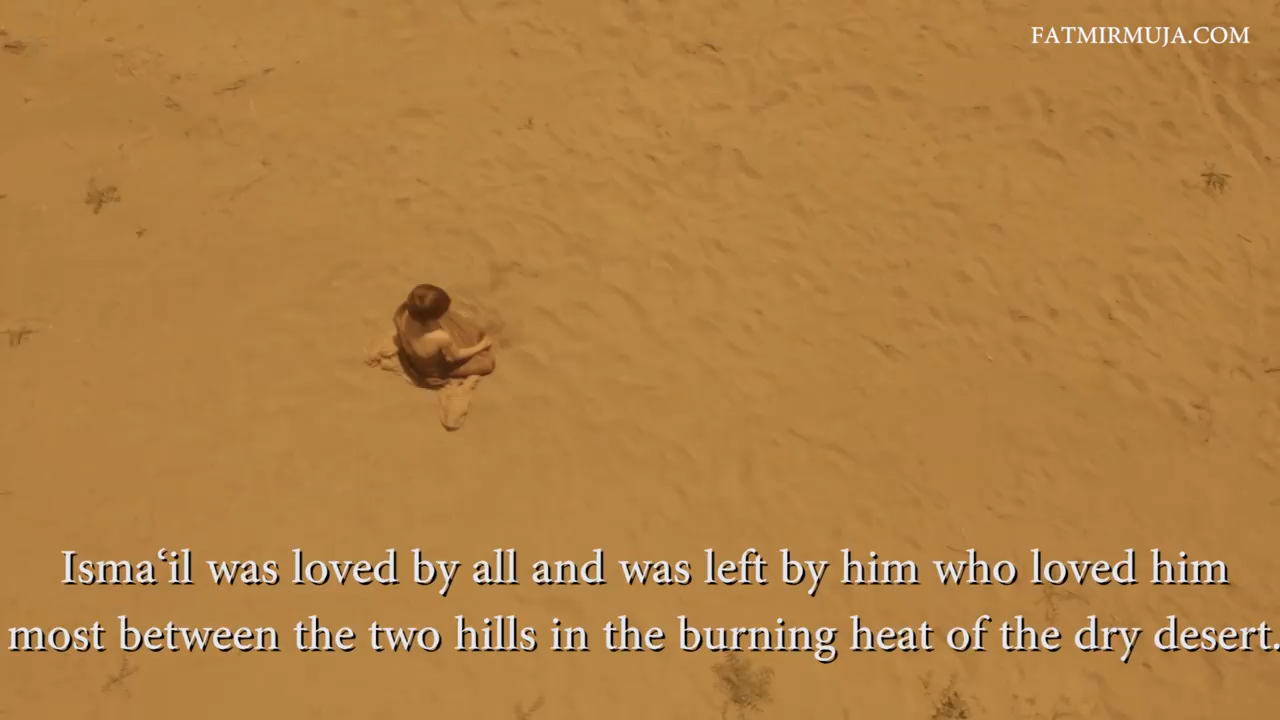 FATMIRMUJA.COM
Isma‘il was loved by all and was left by him who loved him
most between the two hills in the burning heat of the dry desert.